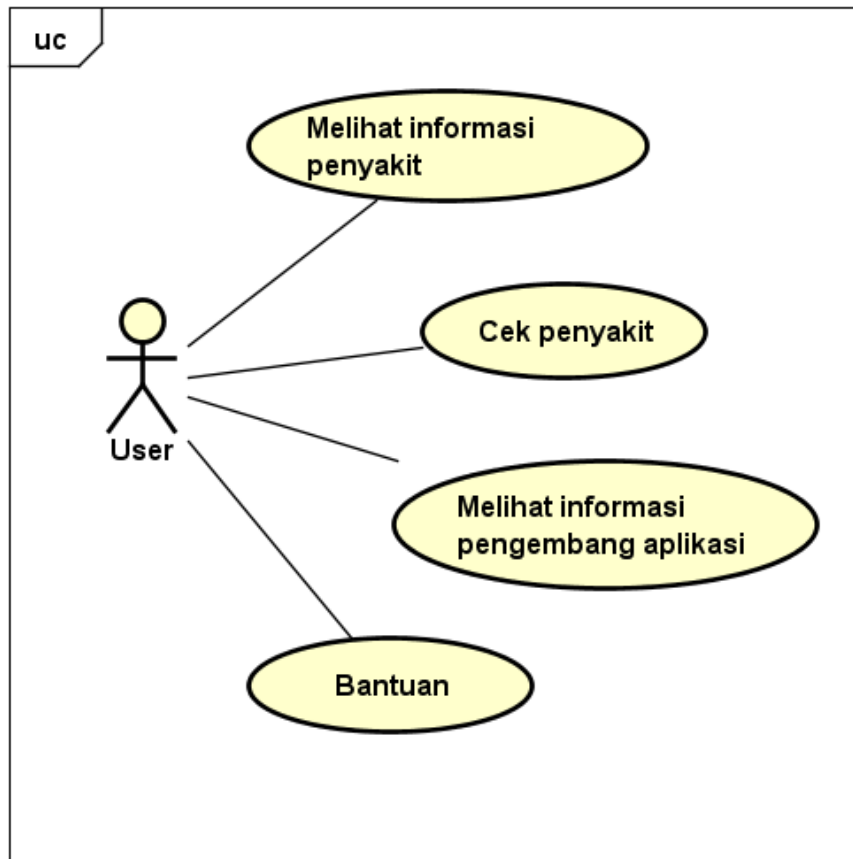 uc
Melihat informasi
penyakit
Cek penyakit
User
Melihat informasi
pengembang aplikasi
Bantuan